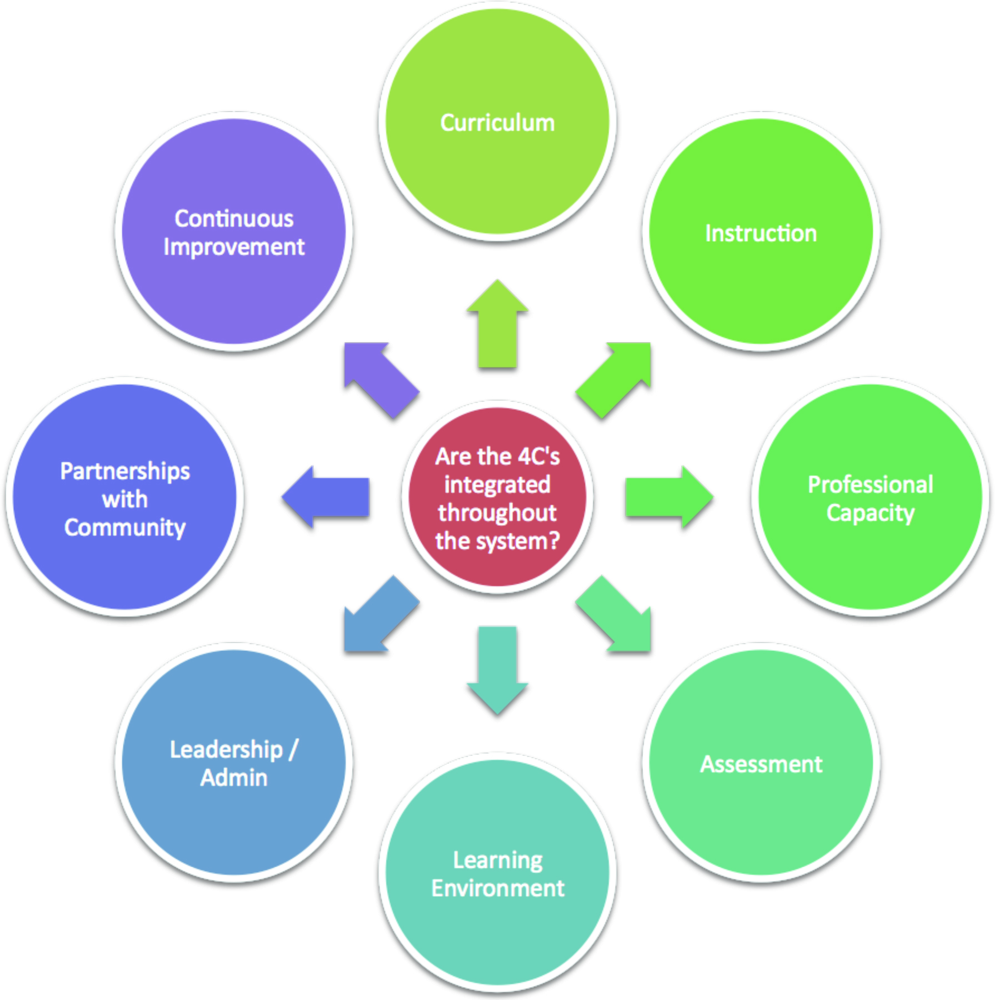 Curriculum
Instruction
Professional
Capacity
Assessment
Learning
Environment
Leadership /
Admin
Partnerships
with
Community
Continuous
Improvement
Are the 4C's
integrated
throughout
the system?